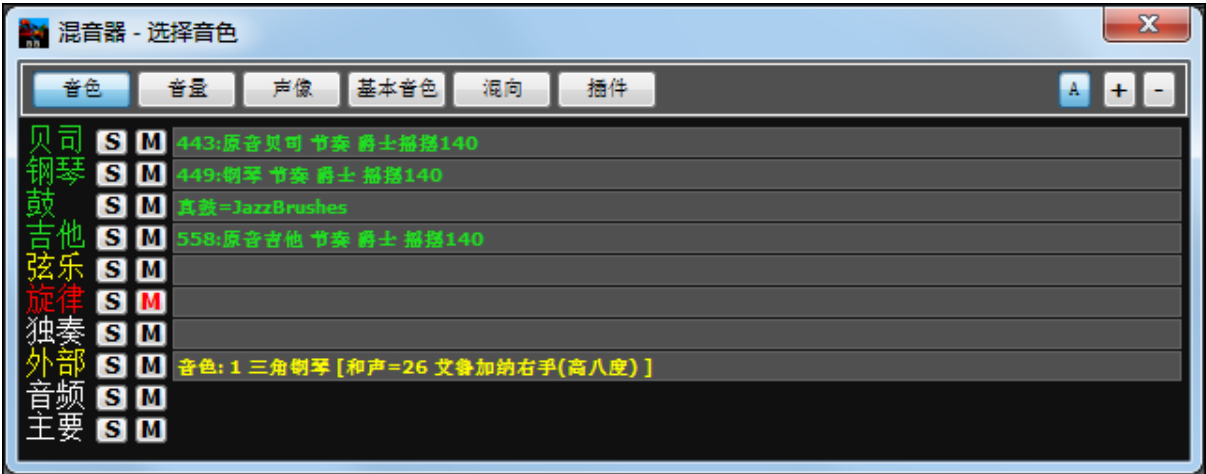 混音器 - 选择音色
音色 音量 声像 基本音色 混向 插件 A + -
贝司 S M 443:原音贝司 节奏 爵士摇摆140
钢琴 S M 449:钢琴 节奏 爵士 摇摆140
鼓 S M 真鼓=JazzBrushes
吉他 S M 558:原音吉他 节奏 爵士 摇摆140
弦乐 S M
旋律 S M
独奏 S M
外部 S M 音色: 1 三角钢琴 [和声=26 艾鲁加纳右手(高八度) ]
音频 S M
主要 S M